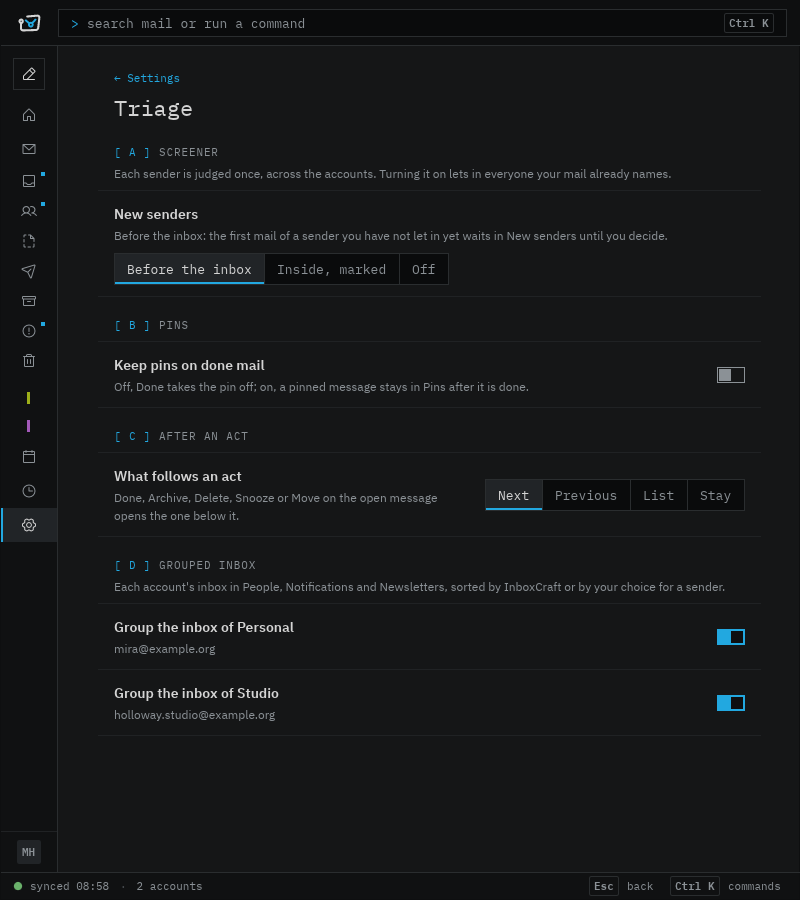 > search mail or run a command
Ctrl K
← Settings
Triage
[ A ] SCREENER
Each sender is judged once, across the accounts. Turning it on lets in everyone your mail already names.
New senders
Before the inbox: the first mail of a sender you have not let in yet waits in New senders until you decide.
Before the inbox Inside, marked Off
[ B ] PINS
Keep pins on done mail
Off, Done takes the pin off; on, a pinned message stays in Pins after it is done.
[ C ] AFTER AN ACT
What follows an act
Done, Archive, Delete, Snooze or Move on the open message
opens the one below it.
Next Previous List Stay
[ D ] GROUPED INBOX
Each account's inbox in People, Notifications and Newsletters, sorted by InboxCraft or by your choice for a sender.
Group the inbox of Personal
mira@example.org
Group the inbox of Studio
holloway.studio@example.org
MH
synced 08:58 · 2 accounts
Esc back Ctrl K commands